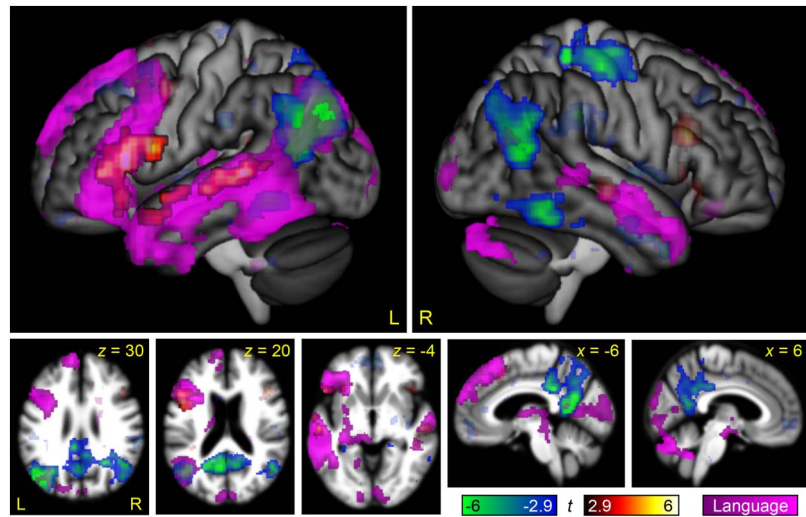 L
R
z = 30
L R
z = 20
z = -4
x = -6
x = 6
-6 -2.9 t 2.9 6 Language